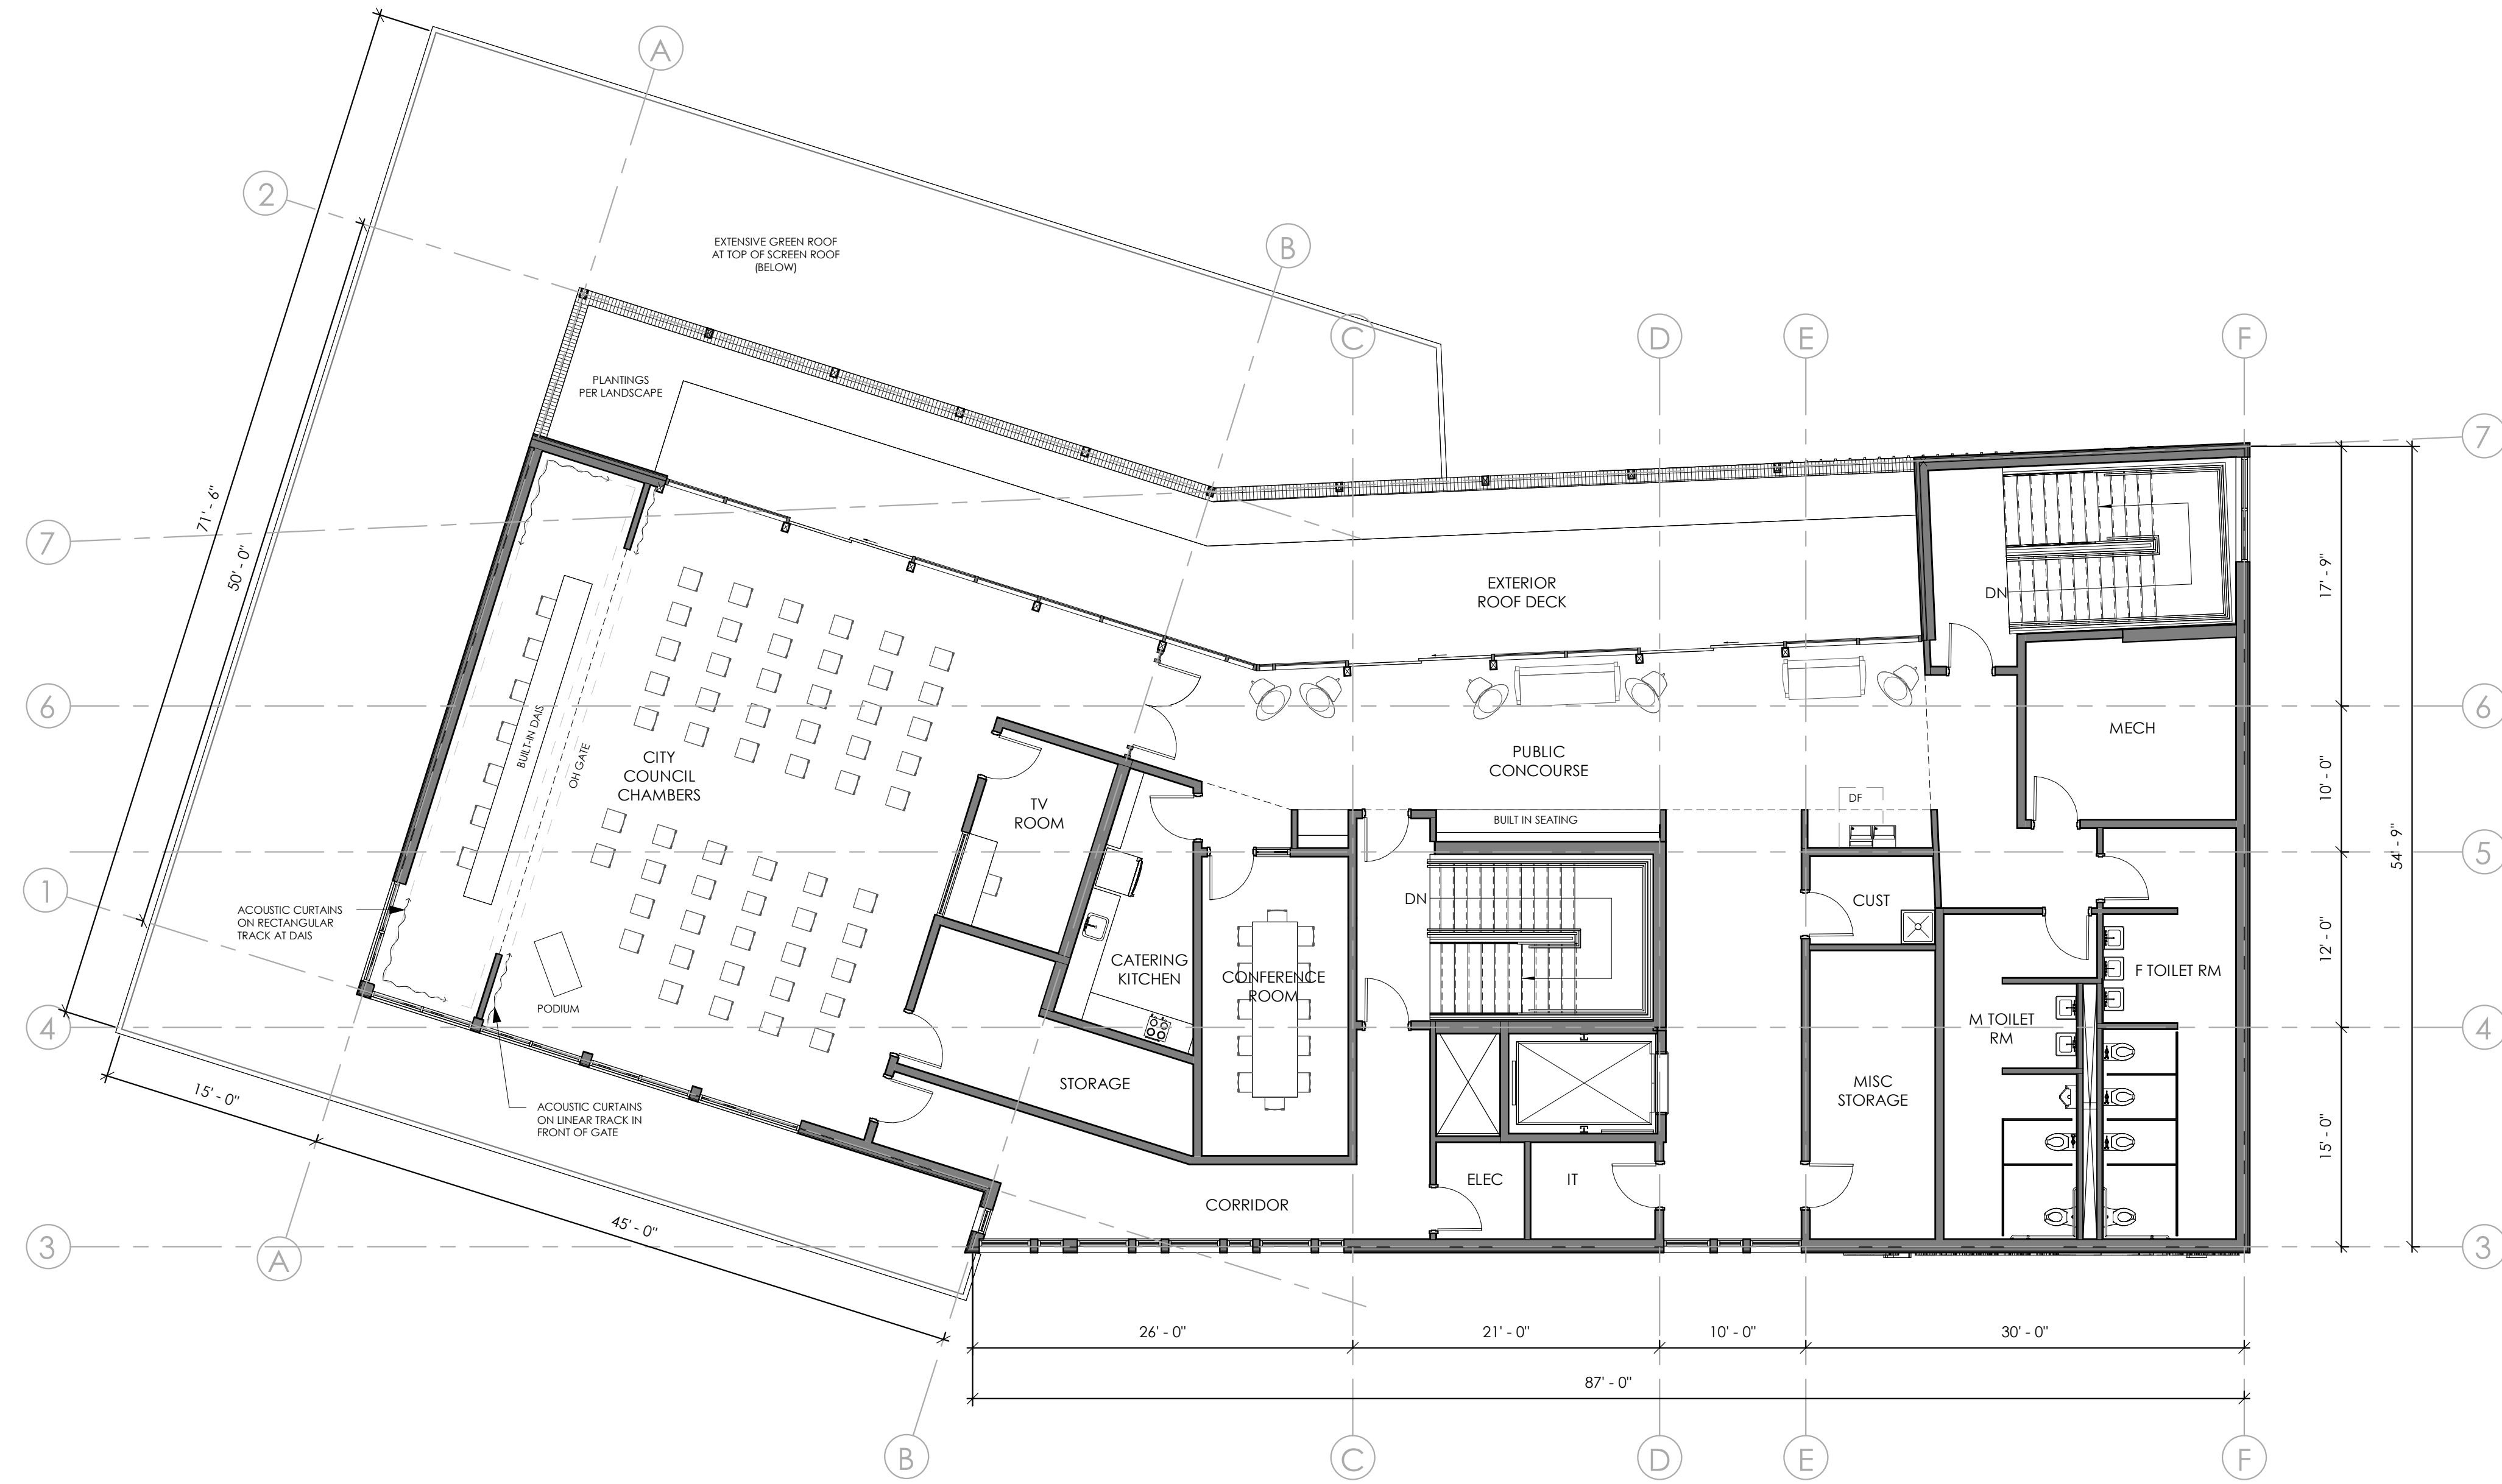 A
2
B
EXTENSIVE GREEN ROOF
AT TOP OF SCREEN ROOF
(BELOW)
C
D
E
F
PLANTINGS
PER LANDSCAPE
7
7
71' - 6"
50' - 0"
EXTERIOR
ROOF DECK
DN
17' - 9"
6
6
BUILT-IN DAIS
OH GATE
CITY
COUNCIL
CHAMBERS
PUBLIC
CONCOURSE
MECH
TV
ROOM
DF
BUILT IN SEATING
10' - 0"
54' - 9"
5
1
ACOUSTIC CURTAINS
ON RECTANGULAR
TRACK AT DAIS
DN
CUST
12' - 0"
CATERING
KITCHEN
CONFERENCE
ROOM
F TOILET RM
PODIUM
4
M TOILET
RM
4
STORAGE
MISC
STORAGE
15' - 0"
15' - 0"
ACOUSTIC CURTAINS
ON LINEAR TRACK IN
FRONT OF GATE
ELEC
IT
CORRIDOR
45' - 0"
3
A
3
26' - 0"
21' - 0"
10' - 0"
30' - 0"
87' - 0"
B
C
D
E
F